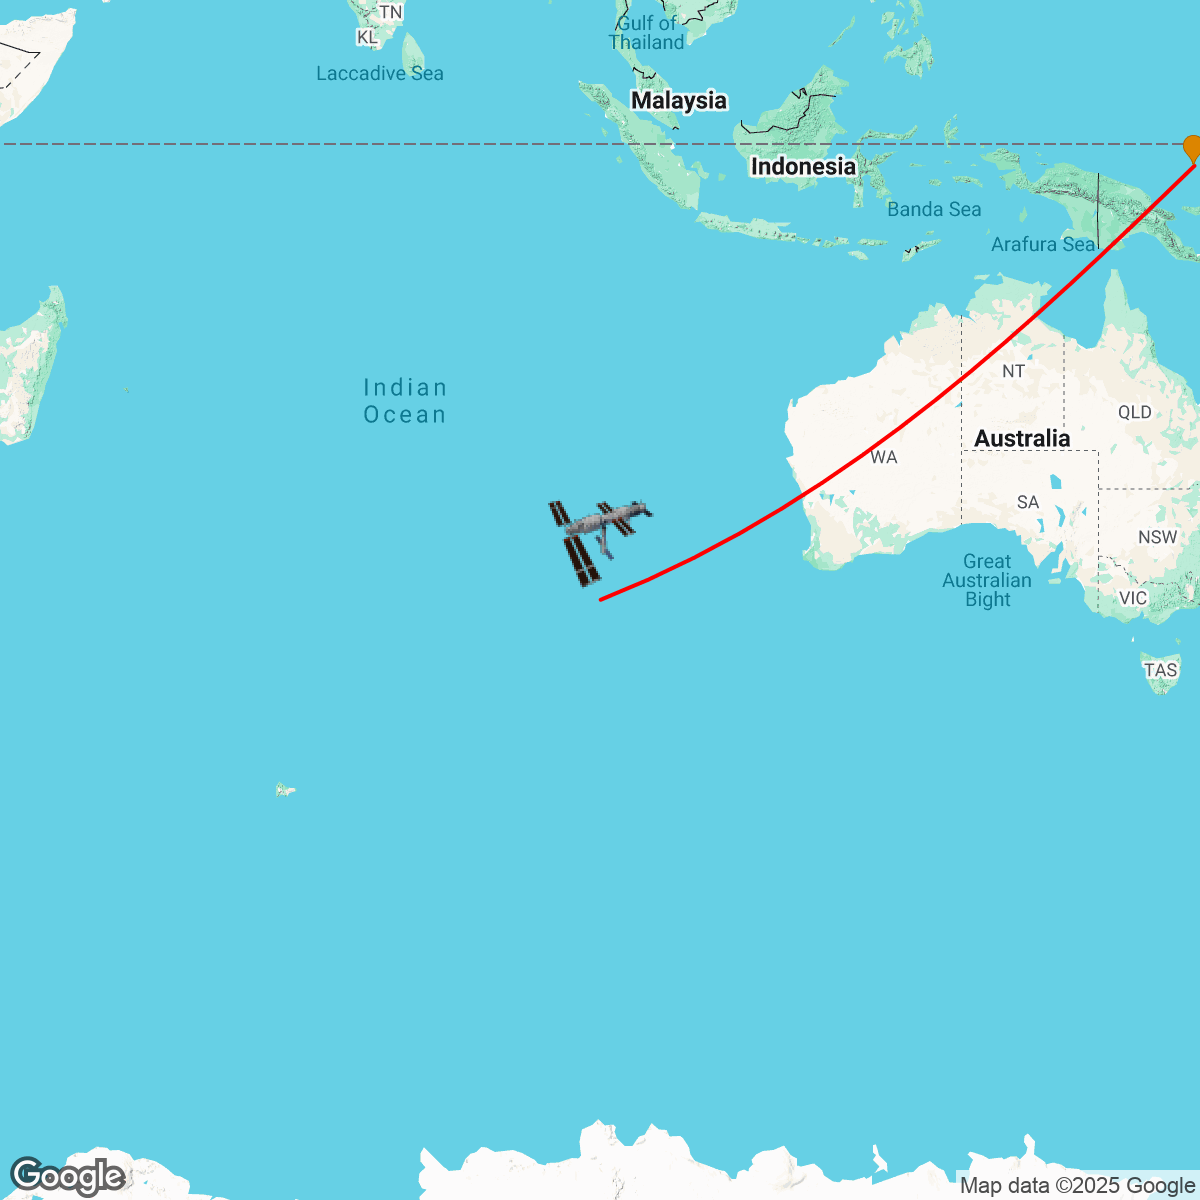 TN
KL
Gulf of
Thailand
Laccadive Sea
Malaysia
Indonesia
Banda Sea
Arafura Sea
Indian
Ocean
NT
QLD
Australia
WA
SA
NSW
Great
Australian
Bight
VIC
TAS
Google
Map data ©2025 Google